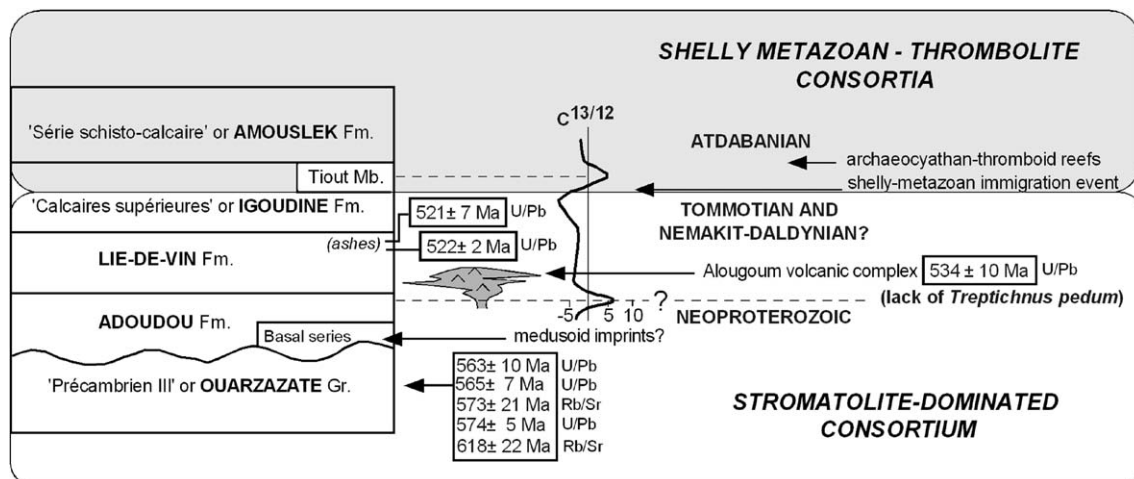 SHELLY METAZOAN - THROMBOLITE
CONSORTIA
C13/12
'Série schisto-calcaire' or AMOUSLEK Fm.
ATDABANIAN
archaeocyathan-thromboid reefs
Tiout Mb.
shelly-metazoan immigration event
'Calcaires supérieures' or IGOUDINE Fm.
521± 7 Ma U/Pb
TOMMOTIAN AND
NEMAKIT-DALDYNIAN?
(ashes)
522± 2 Ma U/Pb
LIE-DE-VIN Fm.
Alougoum volcanic complex 534 ± 10 Ma U/Pb
(lack of Treptichnus pedum)
-5 5 10 ?
NEOPROTEROZOIC
ADOUDOU Fm.
Basal series
medusoid imprints?
563± 10 Ma U/Pb
565± 7 Ma U/Pb
573± 21 Ma Rb/Sr
574± 5 Ma U/Pb
618± 22 Ma Rb/Sr
'Précambrien III' or OUARZAZATE Gr.
STROMATOLITE-DOMINATED
CONSORTIUM